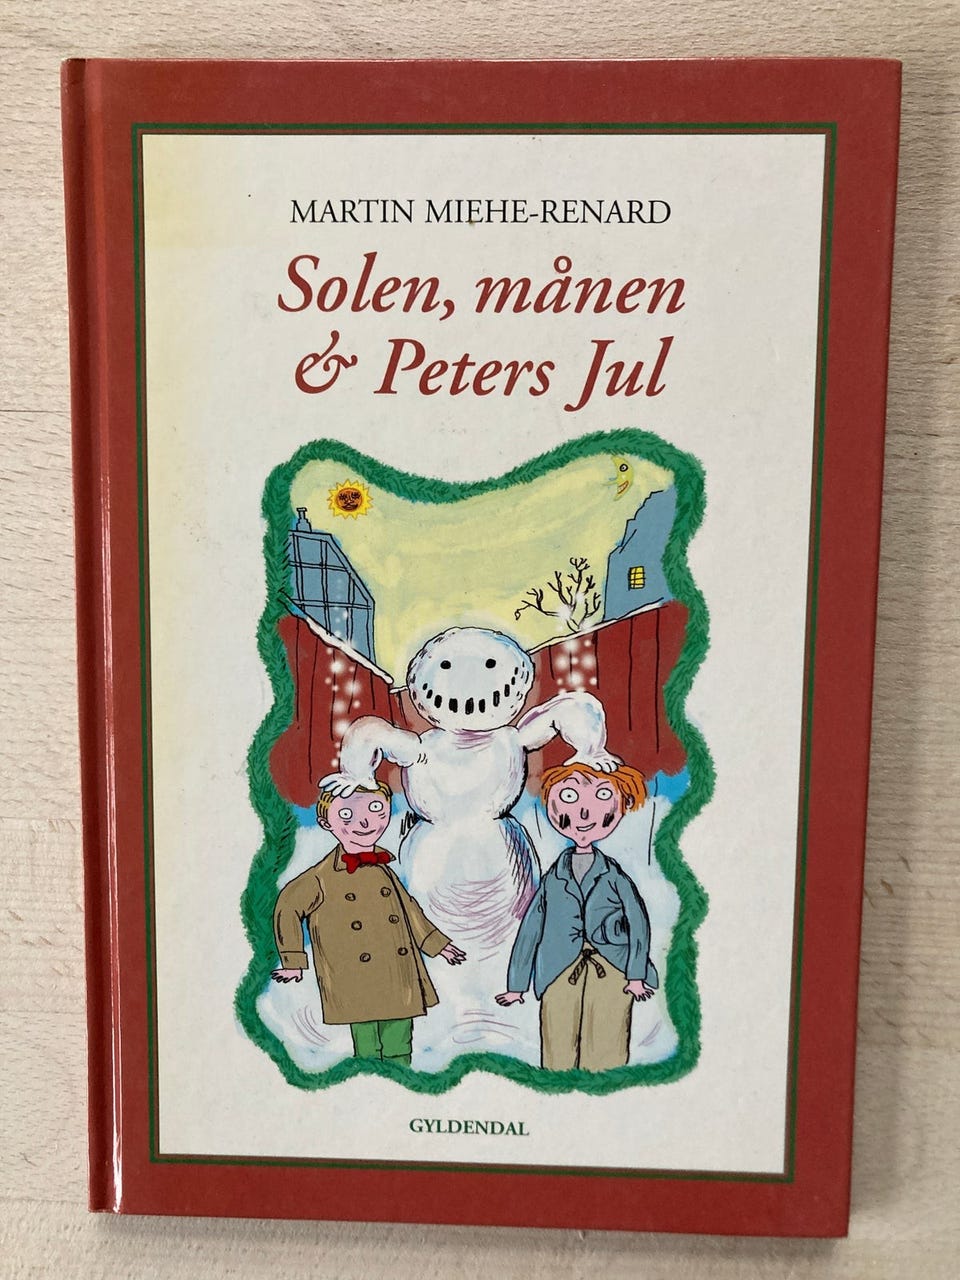 MARTIN MIEHE-RENARD
Solen, månen
& Peters Jul
GYLDENDAL